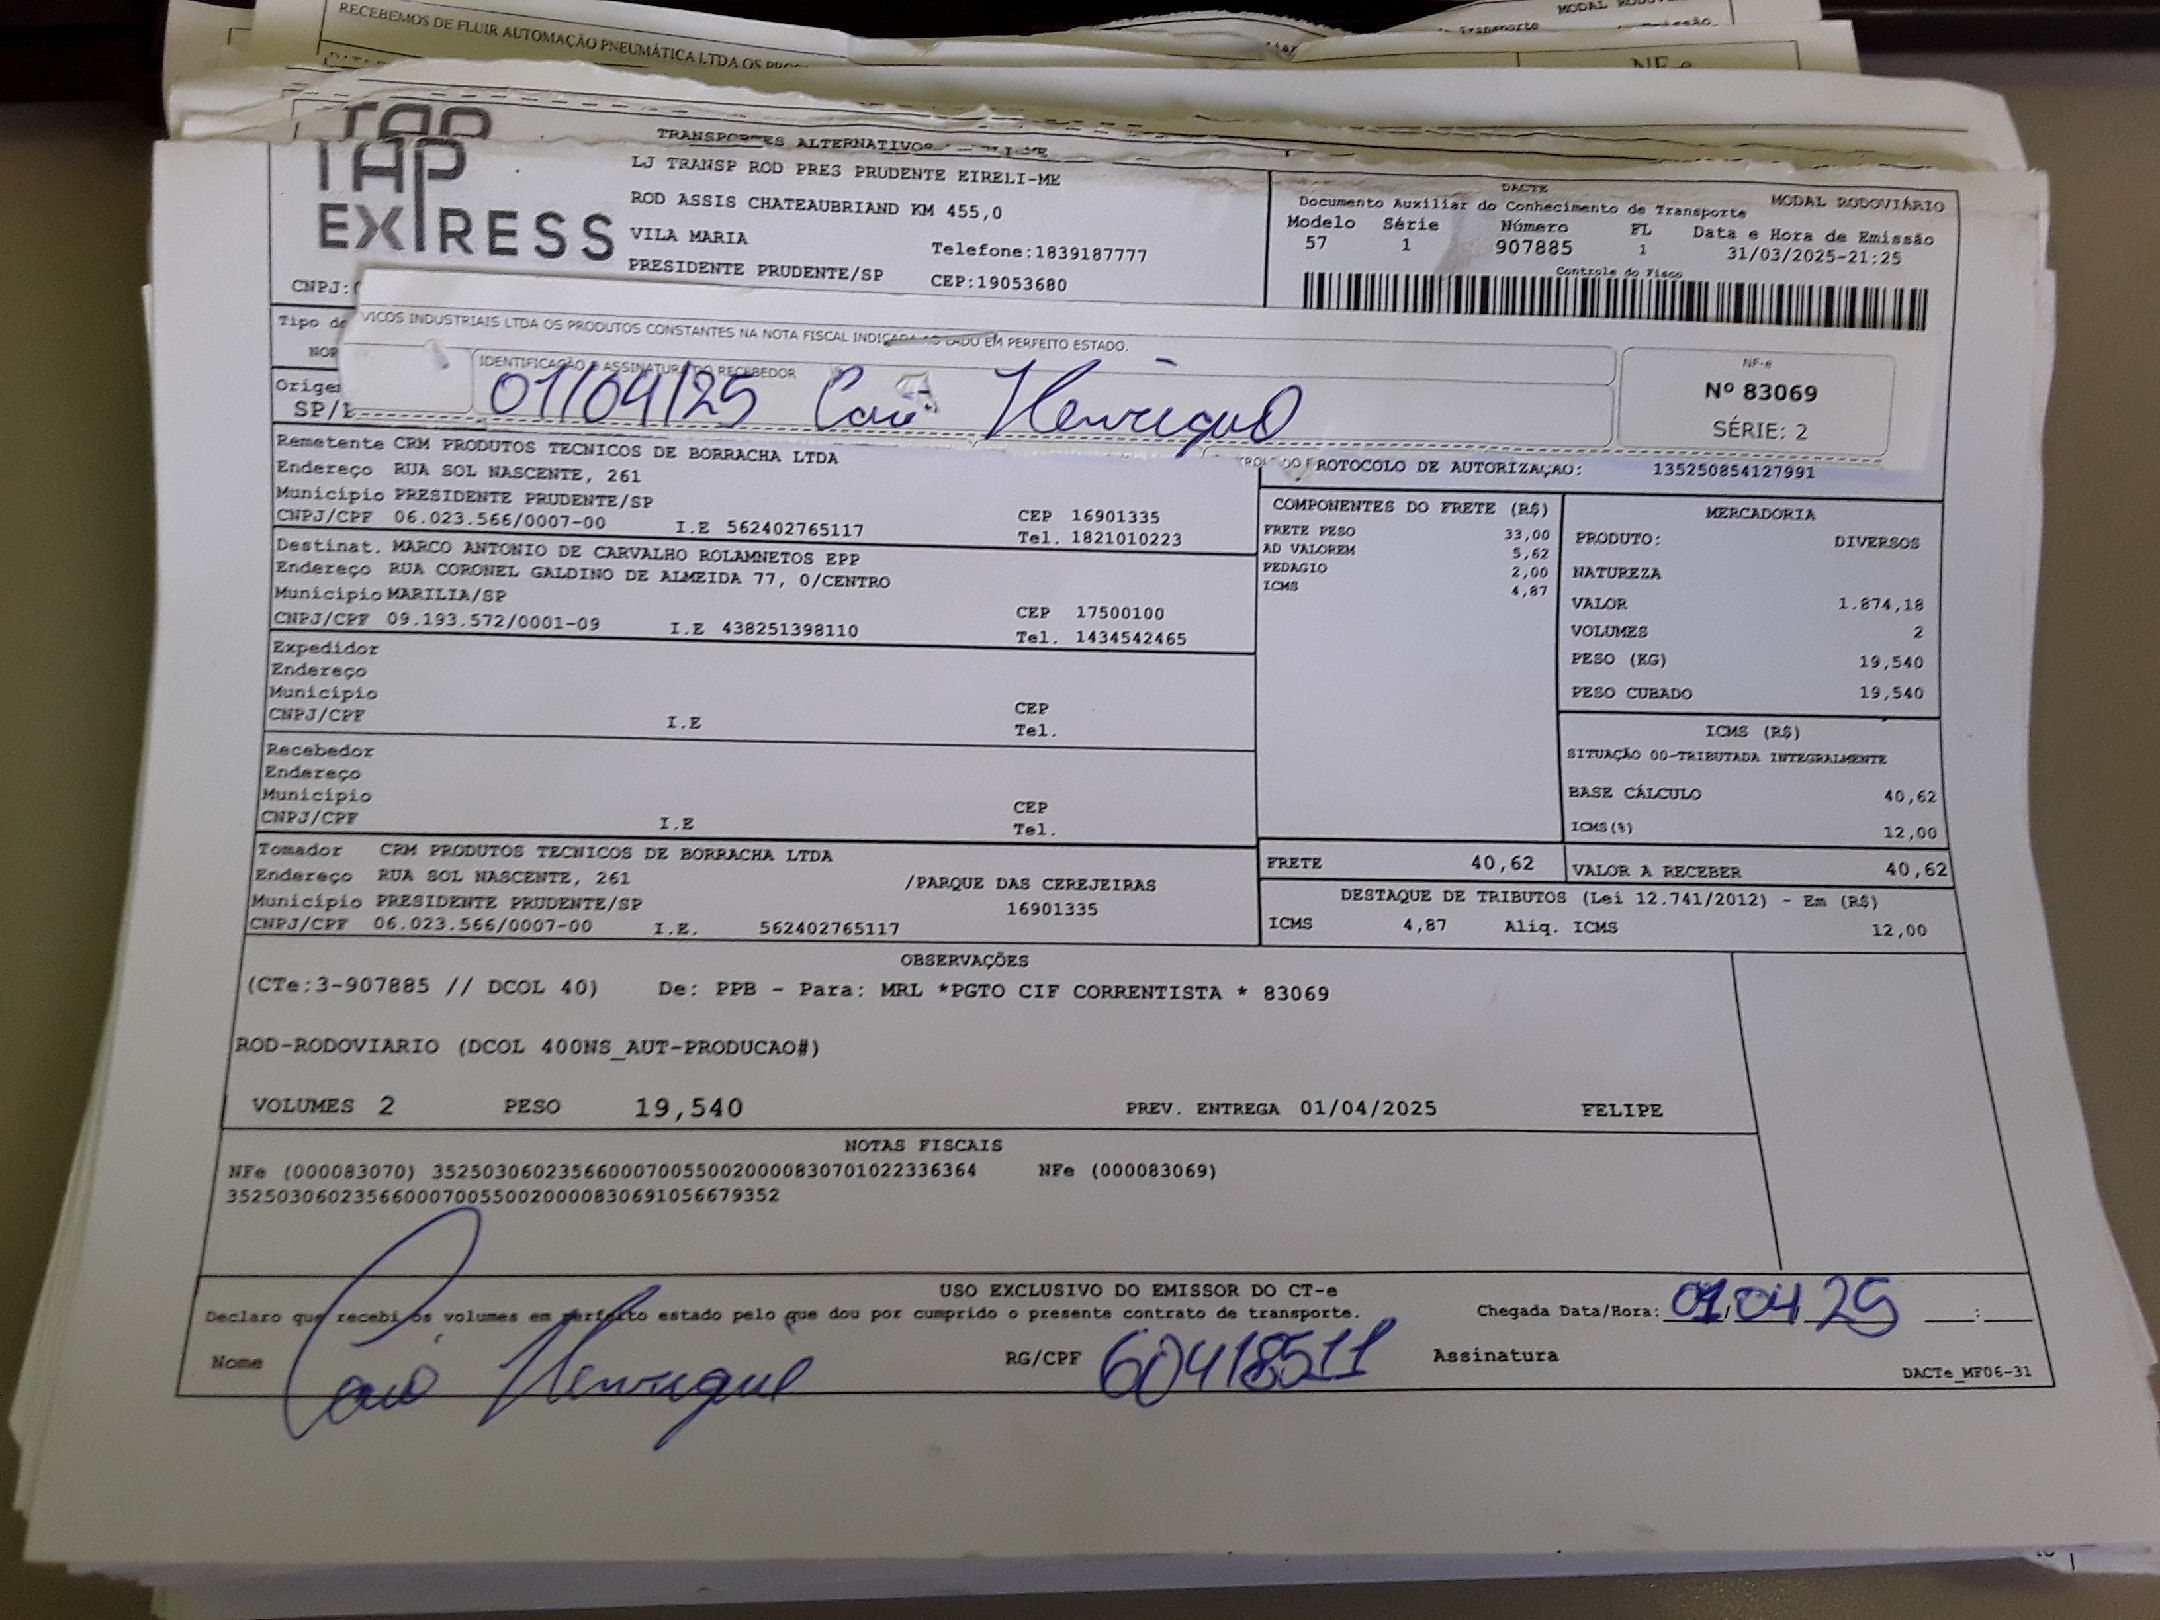 RECEBEMOS DE FLUIR AUTOMAÇÃO PNEUMÁTICA LTDA OS
NF-e
MODAL
Transporte
TRANSPORTES ALTERNATIVOS
TAP EXPRESS
LJ TRANSP ROD PRES PRUDENTE EIRELI-ME
ROD ASSIS CHATEAUBRIAND KM 455,0
VILA MARIA
Telefone:1839187777
PRESIDENTE PRUDENTE/SP CEP:19053680
CNPJ:
DACTE MODAL RODOVIÁRIO
Documento Auxiliar do Conhecimento de Transporte
Modelo Série Número FL Data e Hora de Emissão
57 1 907885 1 31/03/2025-21:25
Controle do Fisco
Tipo de
NOR
Origem
SP/
VICOS INDUSTRIAIS LTDA OS PRODUTOS CONSTANTES NA NOTA FISCAL INDICADA AO LADO EM PERFEITO ESTADO.
IDENTIFICAÇÃO E ASSINATURA DO RECEBEDOR
01/04/25 Caio Henrique
NF-e
Nº 83069
SÉRIE: 2
PROTOCOLO DE AUTORIZAÇÃO: 135250854127991
Remetente CRM PRODUTOS TECNICOS DE BORRACHA LTDA
Endereço RUA SOL NASCENTE, 261
Município PRESIDENTE PRUDENTE/SP CEP 16901335
CNPJ/CPF 06.023.566/0007-00 I.E 562402765117 Tel. 1821010223
Destinat. MARCO ANTONIO DE CARVALHO ROLAMNETOS EPP
Endereço RUA CORONEL GALDINO DE ALMEIDA 77, 0/CENTRO
Município MARILIA/SP CEP 17500100
CNPJ/CPF 09.193.572/0001-09 I.E 438251398110 Tel. 1434542465
Expedidor
Endereço
Município CEP
CNPJ/CPF I.E Tel.
Recebedor
Endereço
Município CEP
CNPJ/CPF I.E Tel.
Tomador CRM PRODUTOS TECNICOS DE BORRACHA LTDA
Endereço RUA SOL NASCENTE, 261 /PARQUE DAS CEREJEIRAS
Município PRESIDENTE PRUDENTE/SP 16901335
CNPJ/CPF 06.023.566/0007-00 I.E. 562402765117
COMPONENTES DO FRETE (R$)
FRETE PESO 33,00
AD VALOREM 5,62
PEDAGIO 2,00
ICMS 4,87
MERCADORIA
PRODUTO: DIVERSOS
NATUREZA
VALOR 1.874,18
VOLUMES 2
PESO (KG) 19,540
PESO CUBADO 19,540
ICMS (R$)
SITUAÇÃO 00-TRIBUTADA INTEGRALMENTE
BASE CÁLCULO 40,62
ICMS(%) 12,00
FRETE 40,62 VALOR A RECEBER 40,62
DESTAQUE DE TRIBUTOS (Lei 12.741/2012) - Em (R$)
ICMS 4,87 Aliq. ICMS 12,00
OBSERVAÇÕES
(CTe:3-907885 // DCOL 40) De: PPB - Para: MRL *PGTO CIF CORRENTISTA * 83069
ROD-RODOVIARIO (DCOL 400NS_AUT-PRODUCAO#)
VOLUMES 2 PESO 19,540 PREV. ENTREGA 01/04/2025 FELIPE
NOTAS FISCAIS
NFe (000083070) 35250306023566000700550020000830701022336364 NFe (000083069)
35250306023566000700550020000830691056679352
USO EXCLUSIVO DO EMISSOR DO CT-e
Declaro que recebi os volumes em perfeito estado pelo que dou por cumprido o presente contrato de transporte. Chegada Data/Hora: 01/04/25 __:__
Nome Caio Henrique RG/CPF 60418511 Assinatura
DACTe_MF06-31